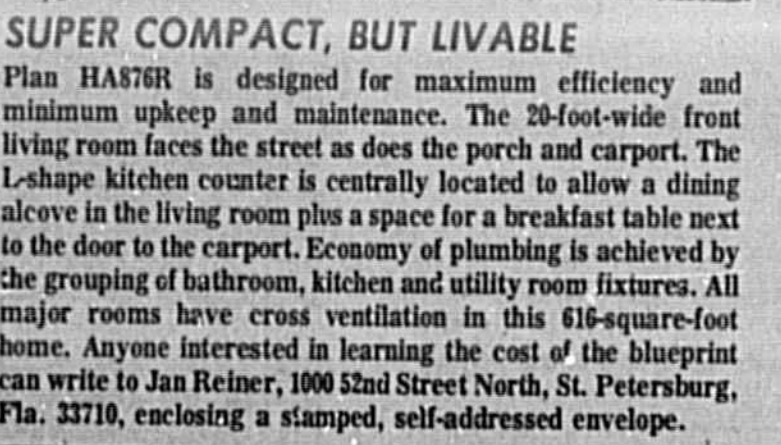 SUPER COMPACT, BUT LIVABLE
Plan HA876R is designed for maximum efficiency and
minimum upkeep and maintenance. The 20-foot-wide front
living room faces the street as does the porch and carport. The
L-shape kitchen counter is centrally located to allow a dining
alcove in the living room plus a space for a breakfast table next
to the door to the carport. Economy of plumbing is achieved by
the grouping of bathroom, kitchen and utility room fixtures. All
major rooms have cross ventilation in this 616-square-foot
home. Anyone interested in learning the cost of the blueprint
can write to Jan Reiner, 1000 52nd Street North, St. Petersburg,
Fla. 33710, enclosing a stamped, self-addressed envelope.